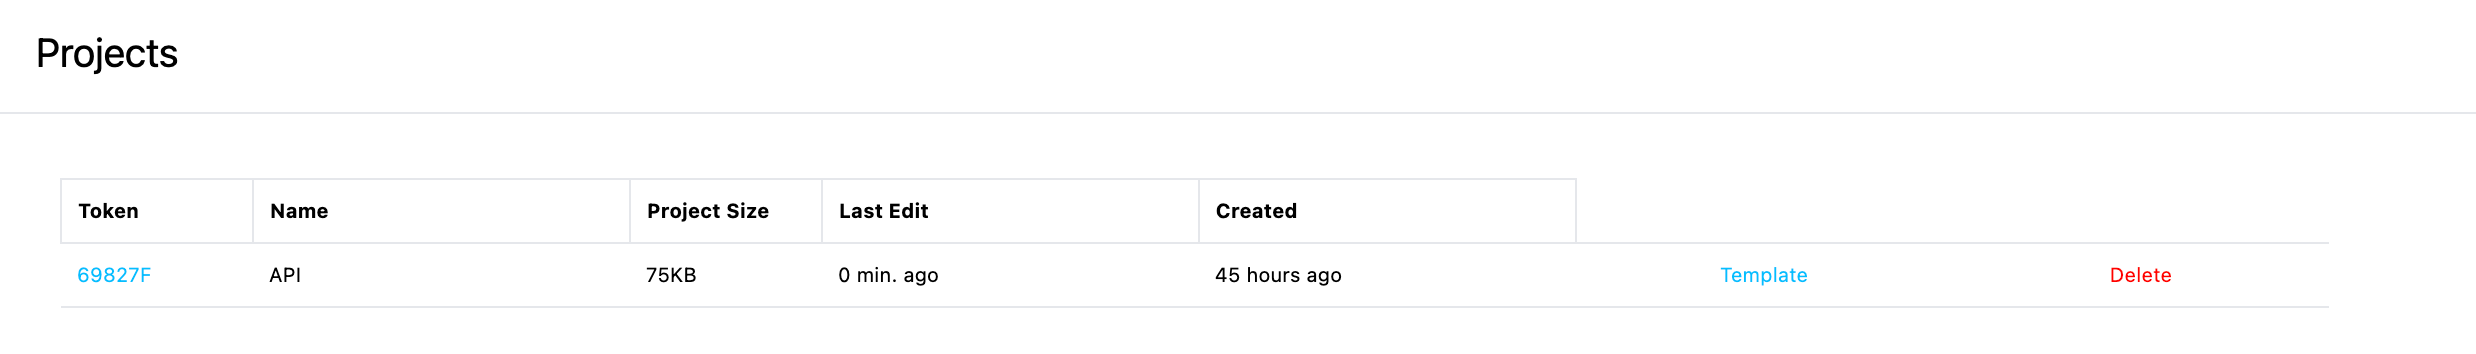 Projects
Token Name Project Size Last Edit Created
69827F API 75KB 0 min. ago 45 hours ago Template Delete